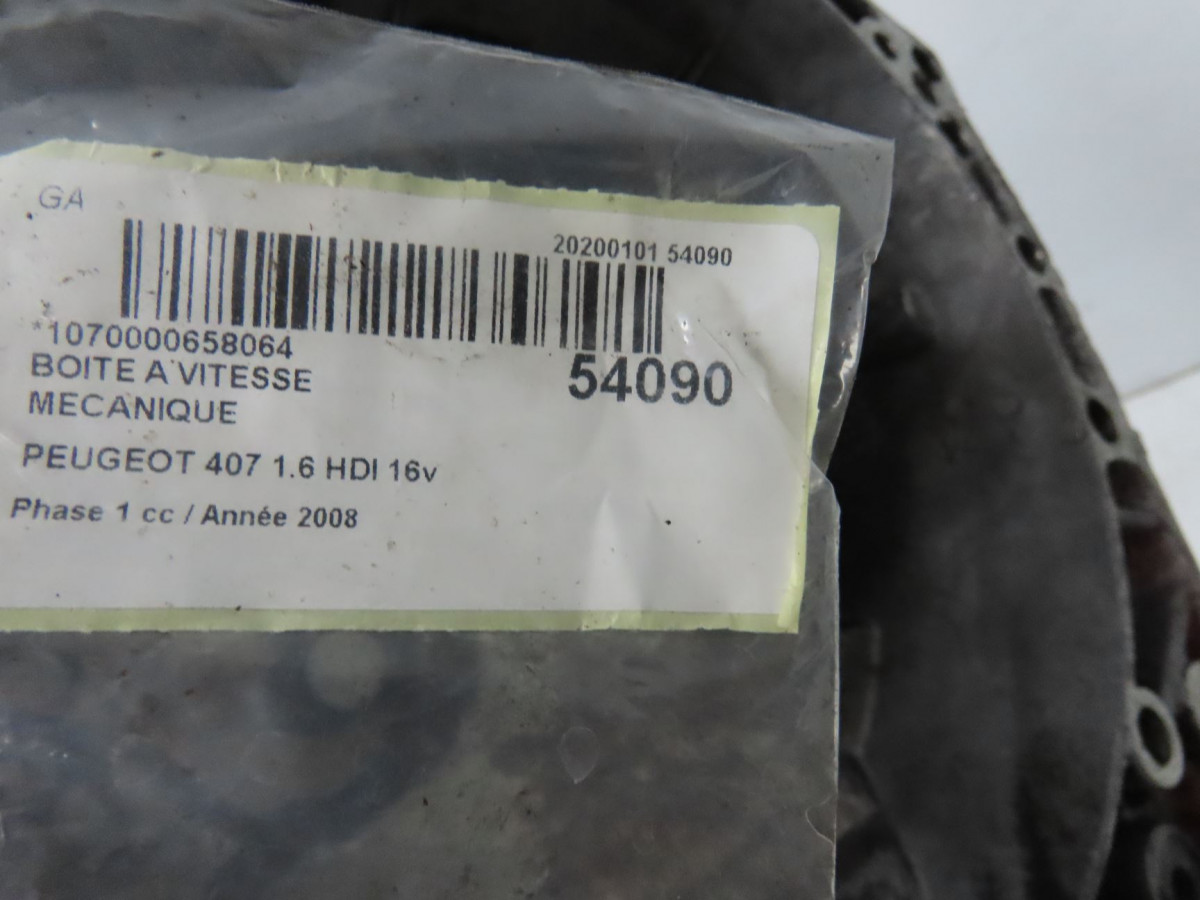 GA
20200101 54090
*1070000658064
54090
BOITE A VITESSE
MECANIQUE
PEUGEOT 407 1.6 HDI 16v
Phase 1 cc / Année 2008